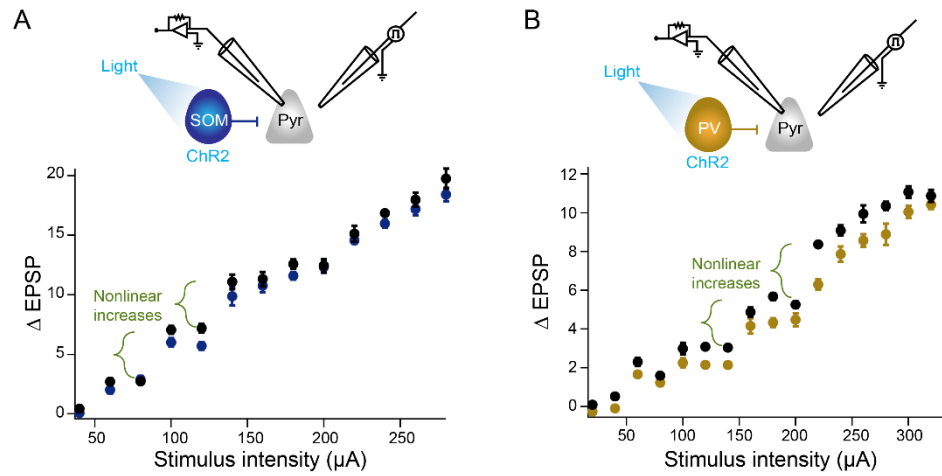 A
Light
SOM
Pyr
ChR2
Δ EPSP
20
15
10
5
0
Nonlinear
increases
50
100
150
200
250
Stimulus intensity (μA)
B
Light
PV
Pyr
ChR2
Δ EPSP
12
10
8
6
4
2
0
Nonlinear
increases
50
100
150
200
250
300
Stimulus intensity (μA)